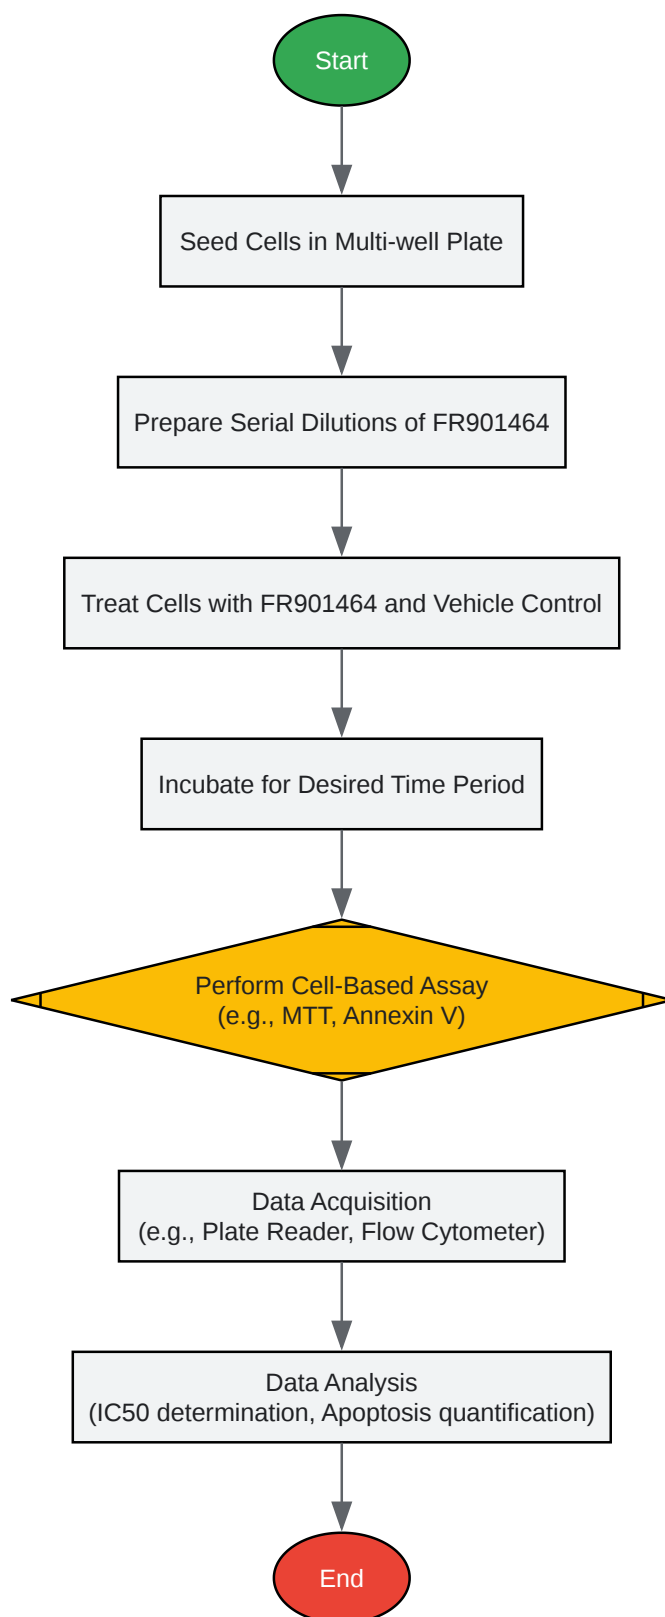 Start
Seed Cells in Multi-well Plate
Prepare Serial Dilutions of FR901464
Treat Cells with FR901464 and Vehicle Control
Incubate for Desired Time Period
Perform Cell-Based Assay
(e.g., MTT, Annexin V)
Data Acquisition
(e.g., Plate Reader, Flow Cytometer)
Data Analysis
(IC50 determination, Apoptosis quantification)
End